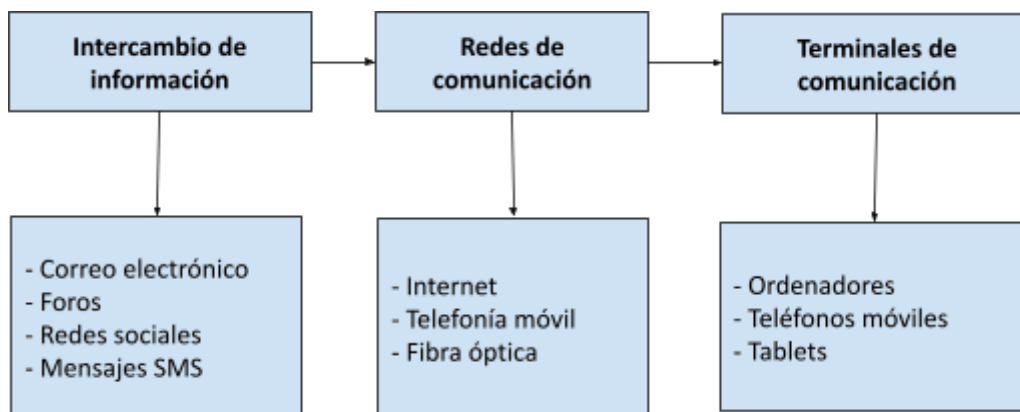 Intercambio de
información
Redes de
comunicación
Terminales de
comunicación
- Correo electrónico
- Foros
- Redes sociales
- Mensajes SMS
- Internet
- Telefonía móvil
- Fibra óptica
- Ordenadores
- Teléfonos móviles
- Tablets